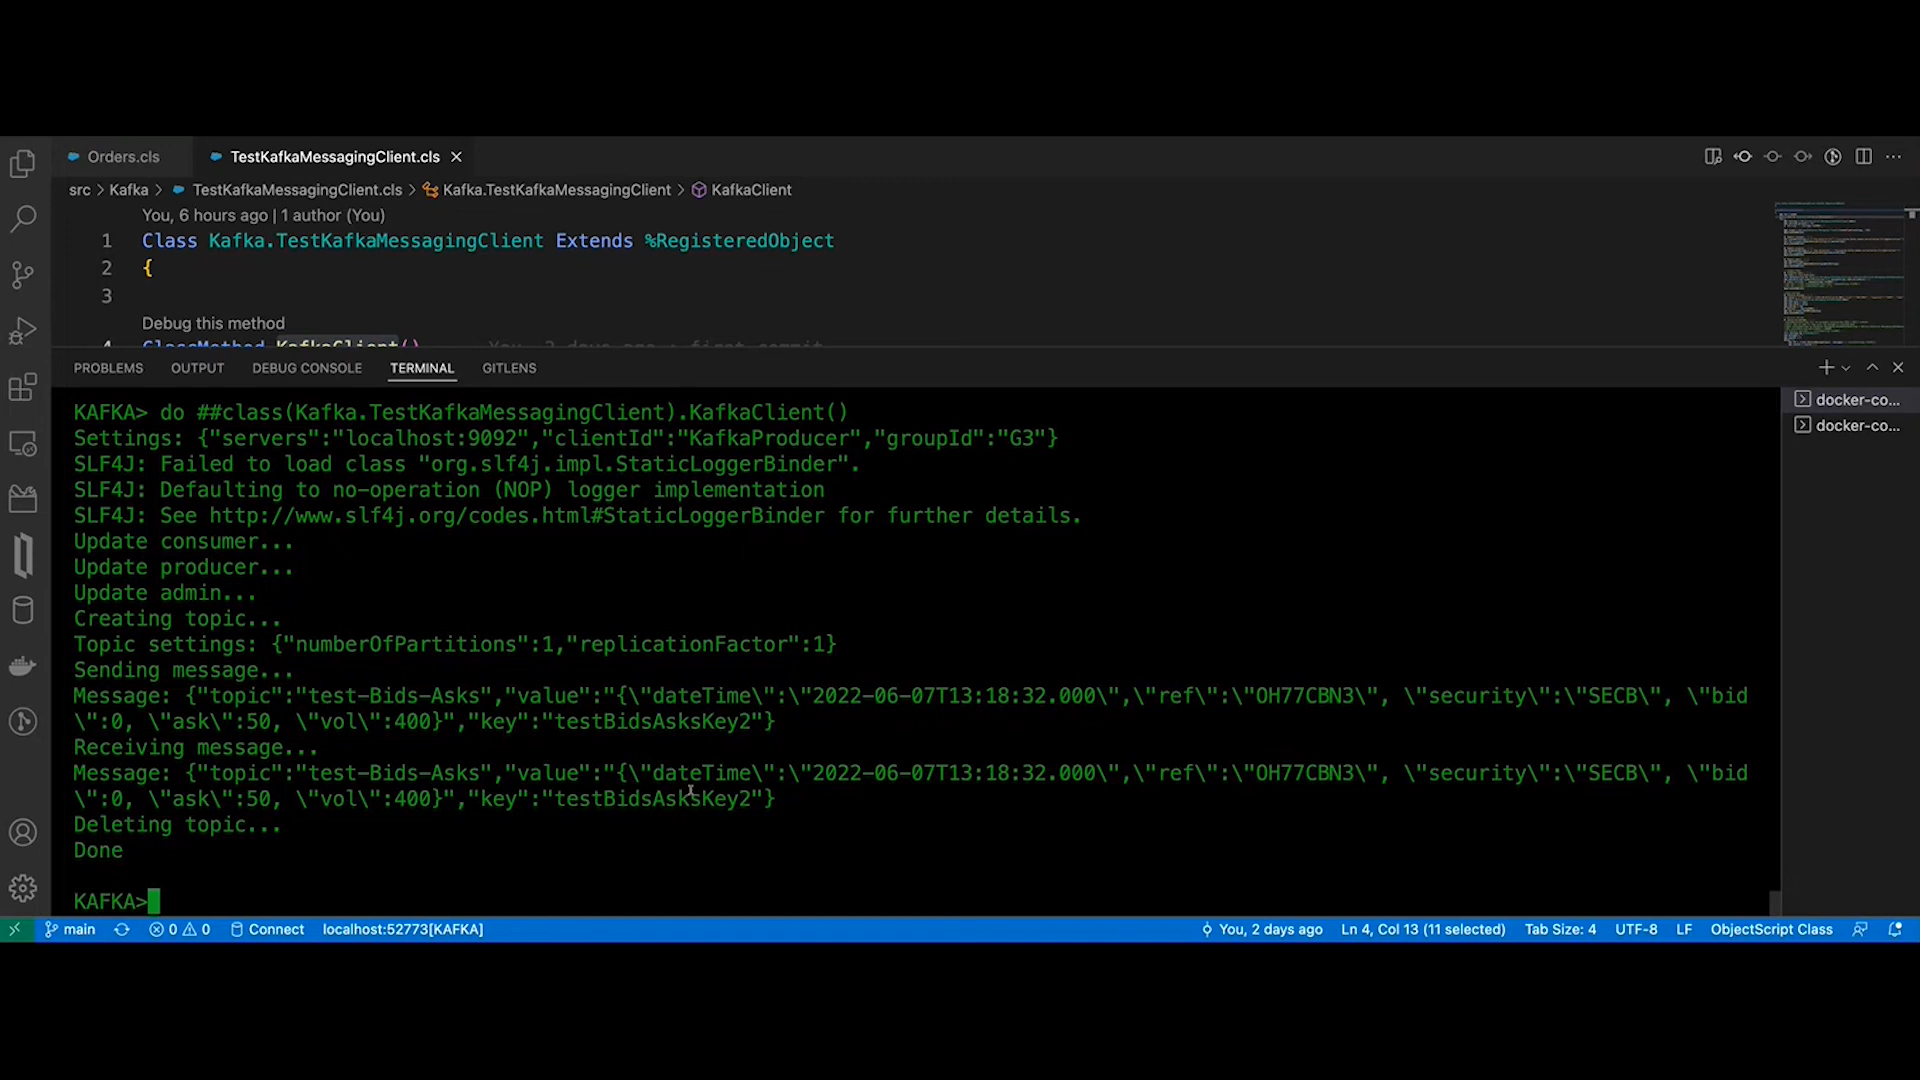 Orders.cls
TestKafkaMessagingClient.cls
src > Kafka > TestKafkaMessagingClient.cls > Kafka.TestKafkaMessagingClient > KafkaClient
You, 6 hours ago | 1 author (You)
1 Class Kafka.TestKafkaMessagingClient Extends %RegisteredObject
2 {
3
Debug this method
4 ClassMethod KafkaClient() You, 2 days ago • first commit
PROBLEMS OUTPUT DEBUG CONSOLE TERMINAL GITLENS
KAFKA> do ##class(Kafka.TestKafkaMessagingClient).KafkaClient()
Settings: {"servers":"localhost:9092","clientId":"KafkaProducer","groupId":"G3"}
SLF4J: Failed to load class "org.slf4j.impl.StaticLoggerBinder".
SLF4J: Defaulting to no-operation (NOP) logger implementation
SLF4J: See http://www.slf4j.org/codes.html#StaticLoggerBinder for further details.
Update consumer...
Update producer...
Update admin...
Creating topic...
Topic settings: {"numberOfPartitions":1,"replicationFactor":1}
Sending message...
Message: {"topic":"test-Bids-Asks","value":"{\"dateTime\":\"2022-06-07T13:18:32.000\",\"ref\":\"OH77CBN3\", \"security\":\"SECB\", \"bid
\":0, \"ask\":50, \"vol\":400}","key":"testBidsAsksKey2"}
Receiving message...
Message: {"topic":"test-Bids-Asks","value":"{\"dateTime\":\"2022-06-07T13:18:32.000\",\"ref\":\"OH77CBN3\", \"security\":\"SECB\", \"bid
\":0, \"ask\":50, \"vol\":400}","key":"testBidsAsksKey2"}
Deleting topic...
Done
KAFKA>
docker-co...
docker-co...
main 0 0 Connect localhost:52773[KAFKA] You, 2 days ago Ln 4, Col 13 (11 selected) Tab Size: 4 UTF-8 LF ObjectScript Class